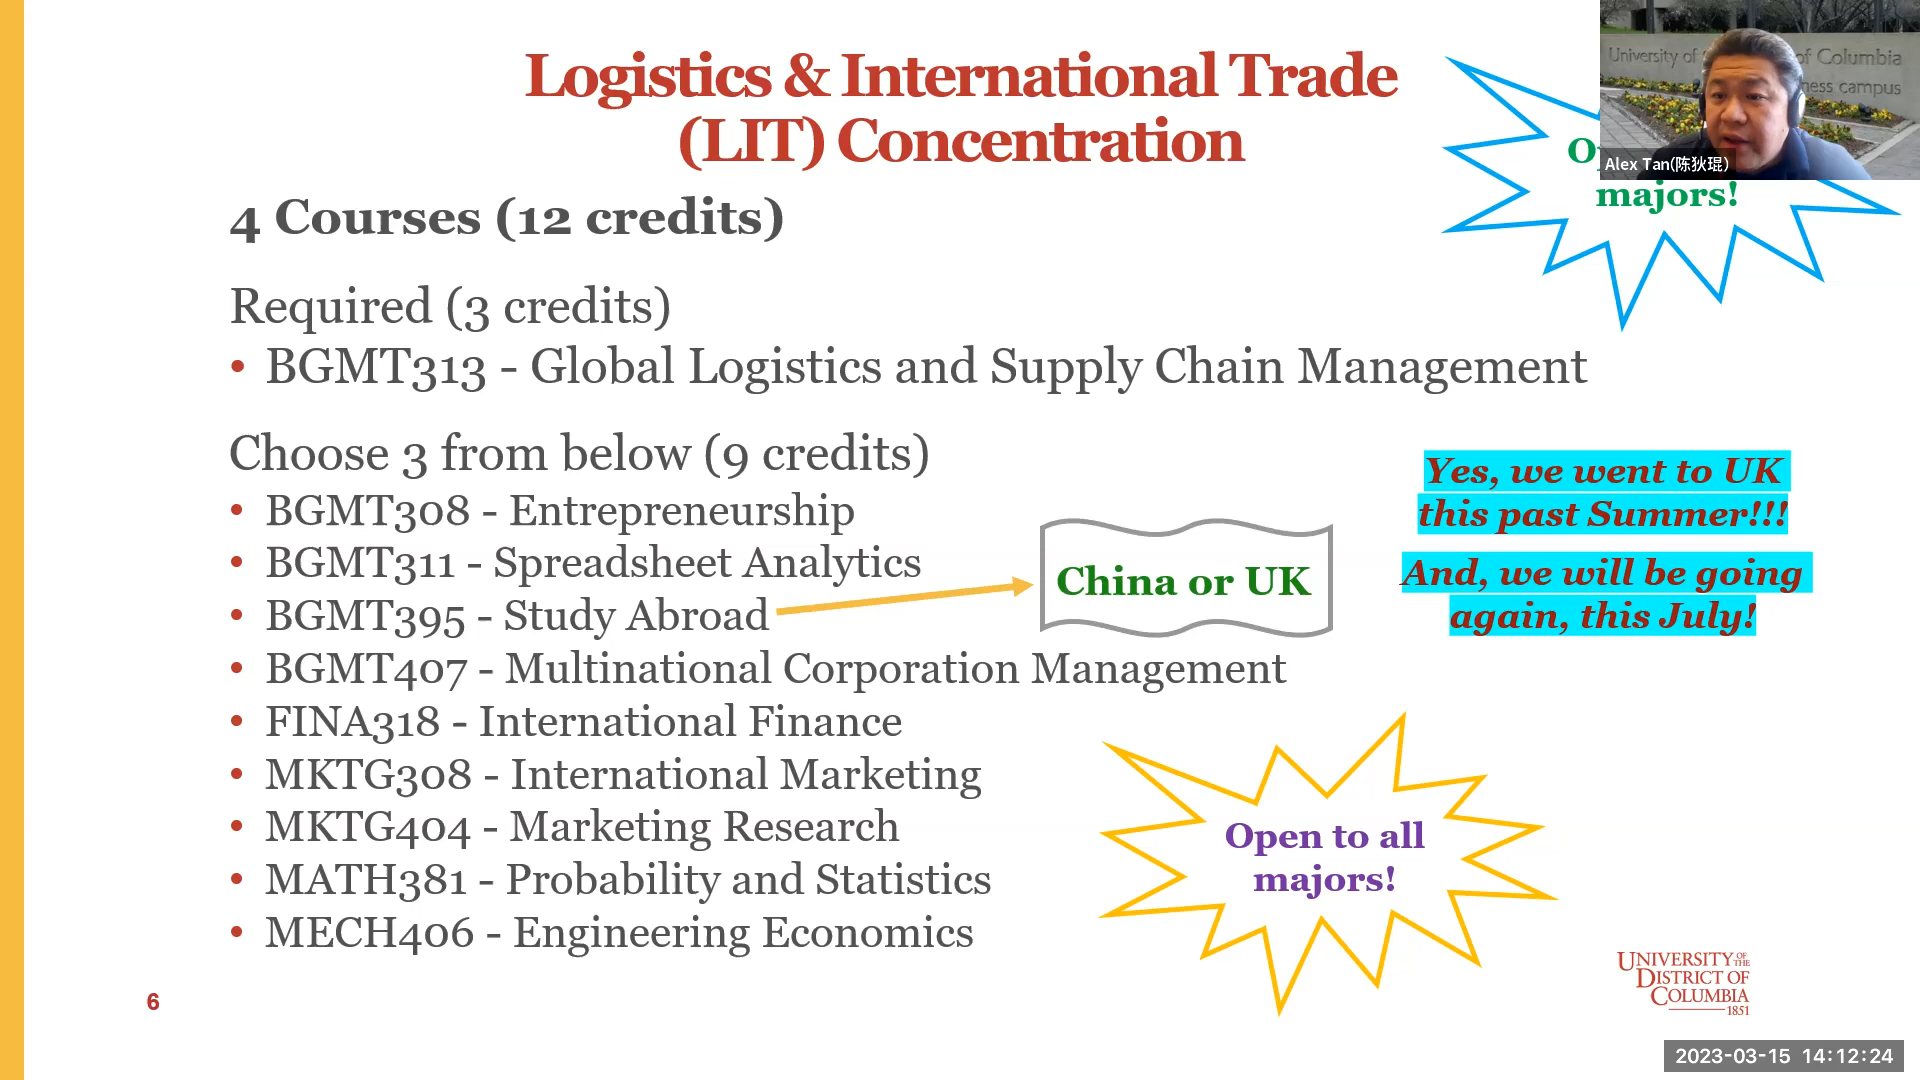 Logistics & International Trade
(LIT) Concentration
4 Courses (12 credits)
Required (3 credits)
• BGMT313 - Global Logistics and Supply Chain Management
Choose 3 from below (9 credits)
• BGMT308 - Entrepreneurship
• BGMT311 - Spreadsheet Analytics
• BGMT395 - Study Abroad
• BGMT407 - Multinational Corporation Management
• FINA318 - International Finance
• MKTG308 - International Marketing
• MKTG404 - Marketing Research
• MATH381 - Probability and Statistics
• MECH406 - Engineering Economics
China or UK
Yes, we went to UK
this past Summer!!!
And, we will be going
again, this July!
Open to all
majors!
majors!
University of
of Columbia
campus
Alex Tan(陈狄琨)
6
UNIVERSITY OF THE
DISTRICT OF
COLUMBIA
1851
2023-03-15 14:12:24